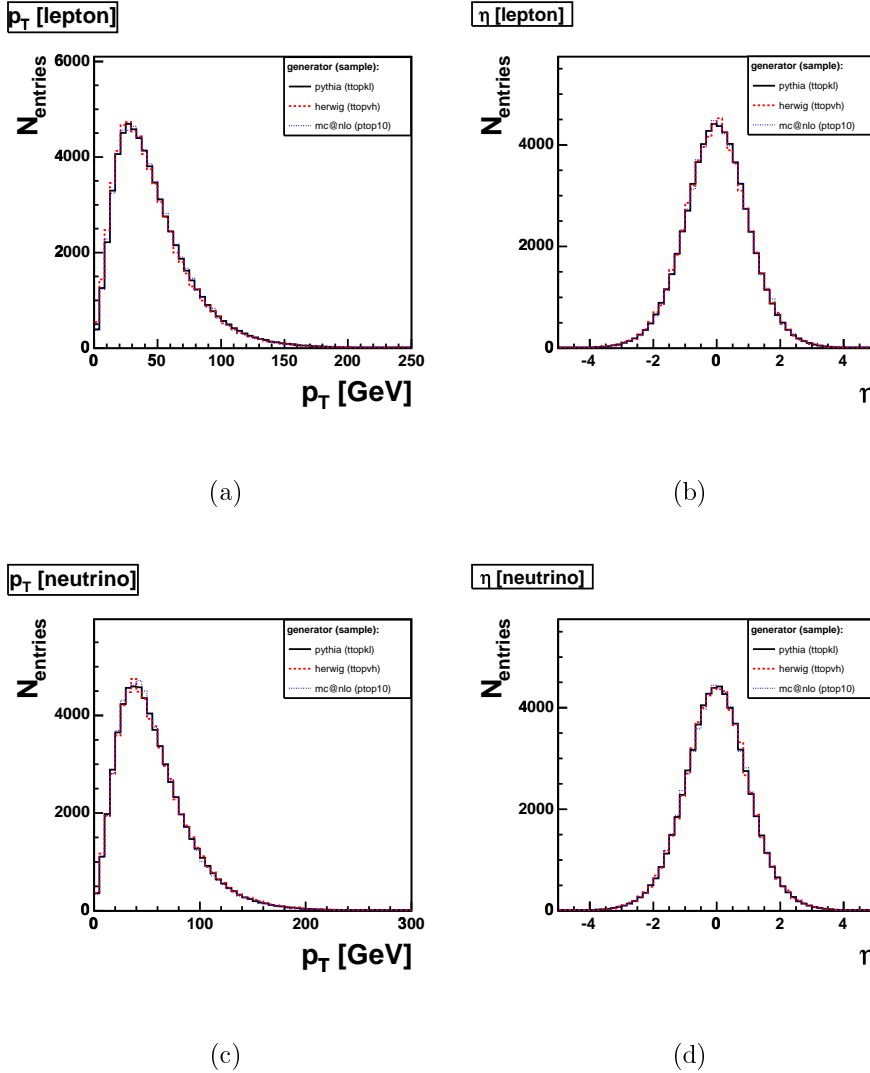 p_T [lepton]
N_entries
6000
4000
2000
0
0 50 100 150 200 250
p_T [GeV]
generator (sample):
pythia (ttopkl)
herwig (ttopvh)
mc@nlo (ptop10)
(a)
η [lepton]
N_entries
4000
2000
0
-4 -2 0 2 4
η
generator (sample):
pythia (ttopkl)
herwig (ttopvh)
mc@nlo (ptop10)
(b)
p_T [neutrino]
N_entries
4000
2000
0
0 100 200 300
p_T [GeV]
generator (sample):
pythia (ttopkl)
herwig (ttopvh)
mc@nlo (ptop10)
(c)
η [neutrino]
N_entries
4000
2000
0
-4 -2 0 2 4
η
generator (sample):
pythia (ttopkl)
herwig (ttopvh)
mc@nlo (ptop10)
(d)